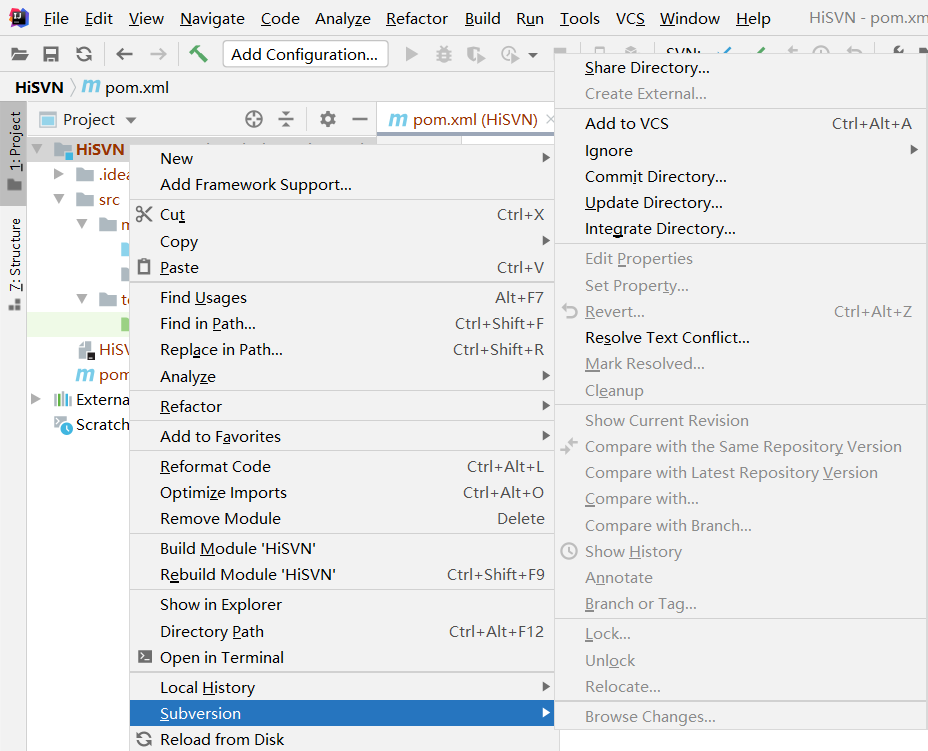 File Edit View Navigate Code Analyze Refactor Build Run Tools VCS Window Help HiSVN - pom.xm
Add Configuration...
HiSVN pom.xml
1: Project
Z: Structure
Project
pom.xml (HiSVN)
HiSVN
.idea
src
HiSV
pom
Externa
Scratch
New
Add Framework Support...
Cut Ctrl+X
Copy
Paste Ctrl+V
Find Usages Alt+F7
Find in Path... Ctrl+Shift+F
Replace in Path... Ctrl+Shift+R
Analyze
Refactor
Add to Favorites
Reformat Code Ctrl+Alt+L
Optimize Imports Ctrl+Alt+O
Remove Module Delete
Build Module 'HiSVN'
Rebuild Module 'HiSVN' Ctrl+Shift+F9
Show in Explorer
Directory Path Ctrl+Alt+F12
Open in Terminal
Local History
Subversion
Reload from Disk
Share Directory...
Create External...
Add to VCS Ctrl+Alt+A
Ignore
Commit Directory...
Update Directory...
Integrate Directory...
Edit Properties
Set Property...
Revert... Ctrl+Alt+Z
Resolve Text Conflict...
Mark Resolved...
Cleanup
Show Current Revision
Compare with the Same Repository Version
Compare with Latest Repository Version
Compare with...
Compare with Branch...
Show History
Annotate
Branch or Tag...
Lock...
Unlock
Relocate...
Browse Changes...